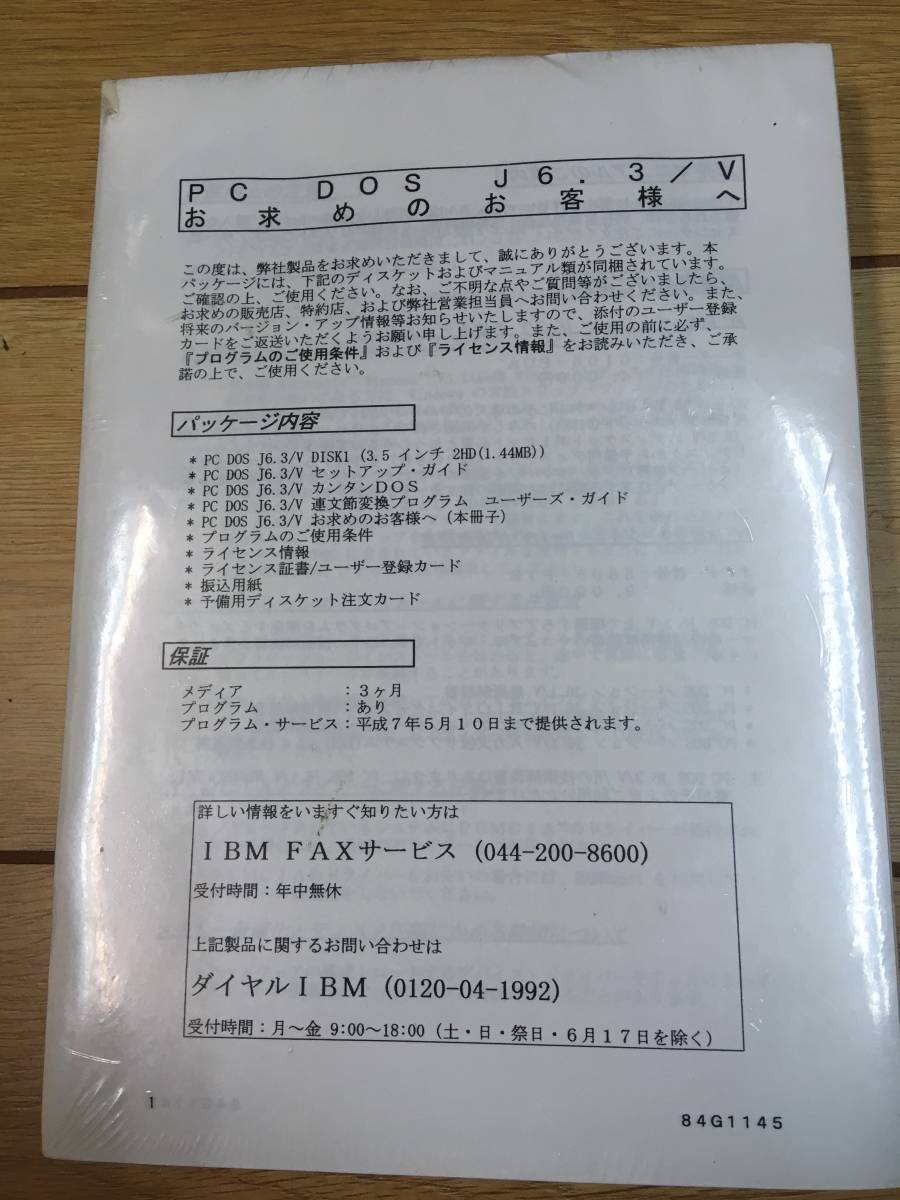 PC DOS J6.3/V
お求めのお客様へ
この度は、弊社製品をお求めいただきまして、誠にありがとうございます。本
パッケージには、下記のディスケットおよびマニュアル類が同梱されています。
ご確認の上、ご使用ください。なお、ご不明な点やご質問等がございましたら、
お求めの販売店、特約店、および弊社営業担当員へお問い合わせください。また、
将来のバージョン・アップ情報等お知らせいたしますので、添付のユーザー登録
カードをご返送いただくようお願い申し上げます。また、ご使用の前に必ず、
『プログラムのご使用条件』および『ライセンス情報』をお読みいただき、ご承
諾の上で、ご使用ください。
パッケージ内容
* PC DOS J6.3/V DISK1 (3.5 インチ 2HD(1.44MB))
* PC DOS J6.3/V セットアップ・ガイド
* PC DOS J6.3/V カンタンDOS
* PC DOS J6.3/V 連文節変換プログラム ユーザーズ・ガイド
* PC DOS J6.3/V お求めのお客様へ (本冊子)
* プログラムのご使用条件
* ライセンス情報
* ライセンス証書/ユーザー登録カード
* 振込用紙
* 予備用ディスケット注文カード
保証
メディア :3ヶ月
プログラム :あり
プログラム・サービス:平成7年5月10日まで提供されます。
詳しい情報をいますぐ知りたい方は
IBM FAXサービス (044-200-8600)
受付時間:年中無休
上記製品に関するお問い合わせは
ダイヤルIBM (0120-04-1992)
受付時間:月～金 9:00～18:00 (土・日・祭日・6月17日を除く)
1
84G1145